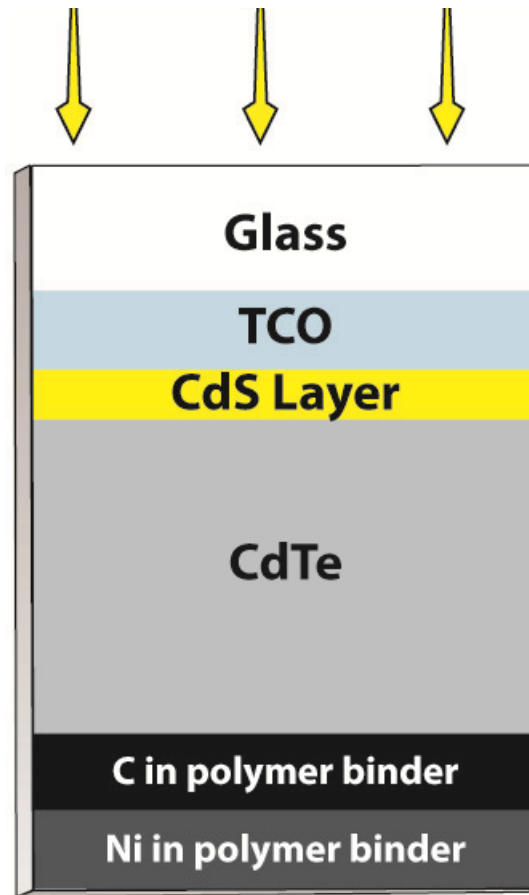 Glass
TCO
CdS Layer
CdTe
C in polymer binder
Ni in polymer binder